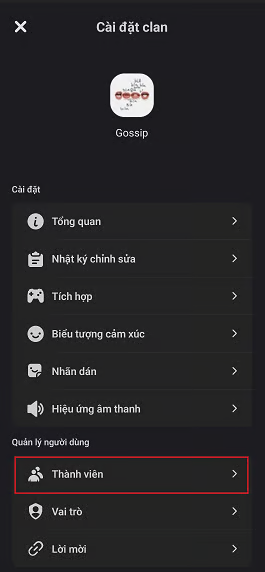 Cài đặt clan
Gossip
Cài đặt
Tổng quan
Nhật ký chỉnh sửa
Tích hợp
Biểu tượng cảm xúc
Nhãn dán
Hiệu ứng âm thanh
Quản lý người dùng
Thành viên
Vai trò
Lời mời